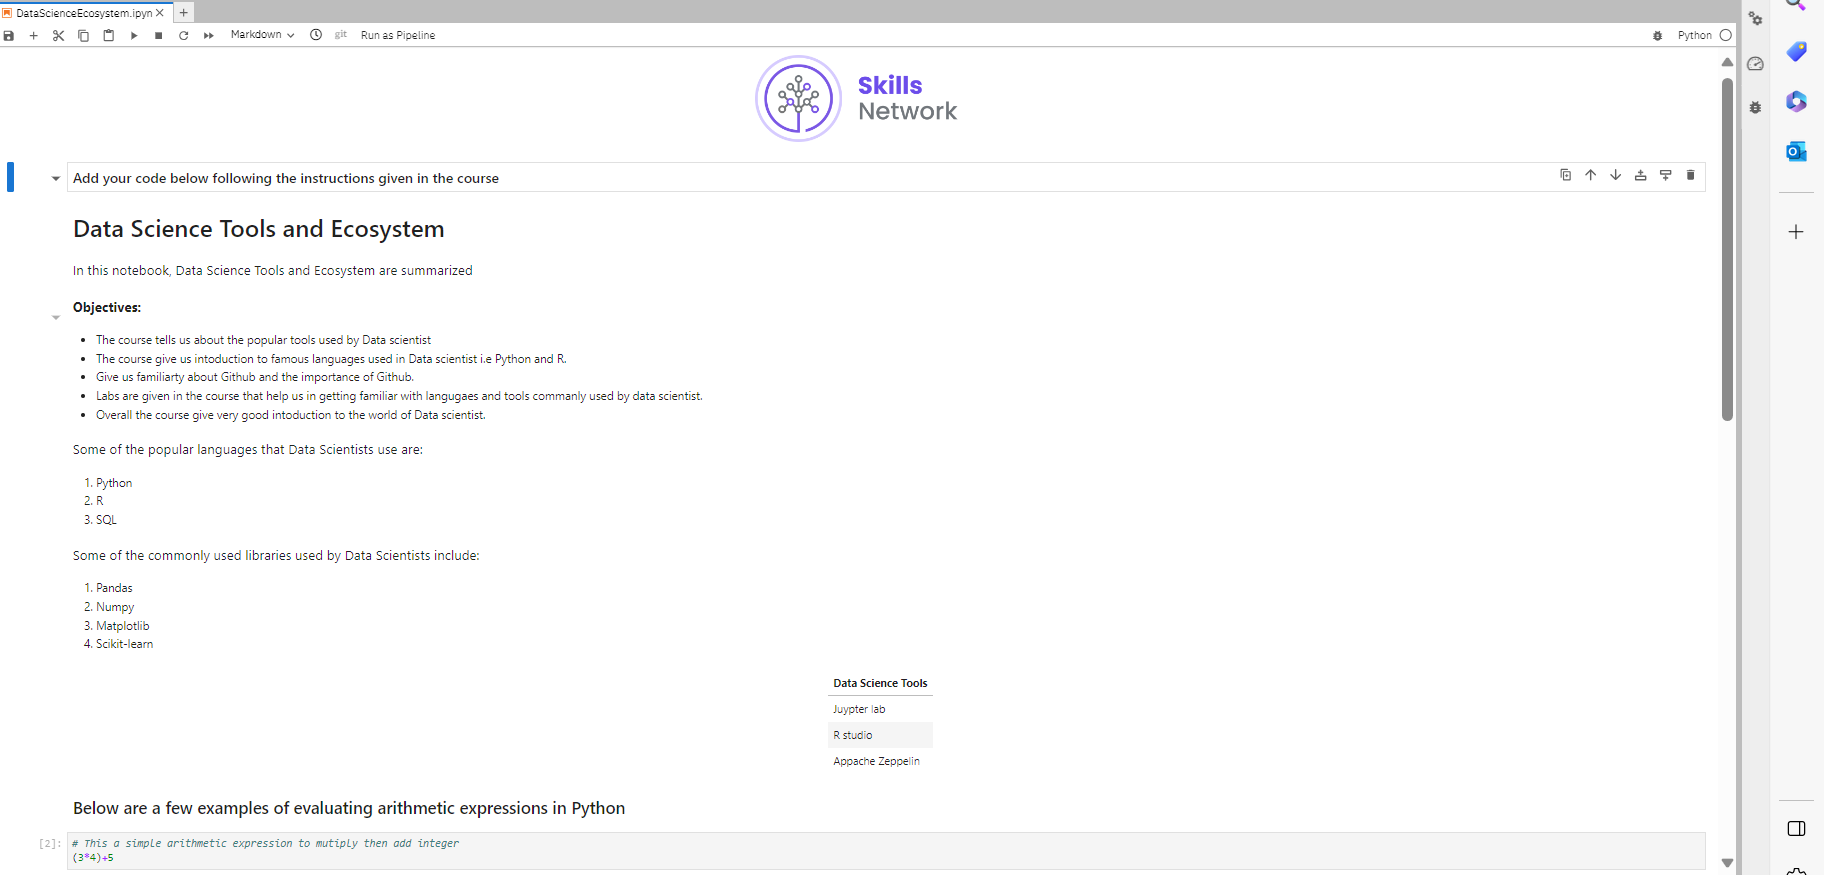 DataScienceEcosystem.ipyn
Markdown
git
Run as Pipeline
Python
Skills
Network
Add your code below following the instructions given in the course
Data Science Tools and Ecosystem
In this notebook, Data Science Tools and Ecosystem are summarized
Objectives:
• The course tells us about the popular tools used by Data scientist
• The course give us intoduction to famous languages used in Data scientist i.e Python and R.
• Give us familiarty about Github and the importance of Github.
• Labs are given in the course that help us in getting familiar with langugaes and tools commanly used by data scientist.
• Overall the course give very good intoduction to the world of Data scientist.
Some of the popular languages that Data Scientists use are:
1. Python
2. R
3. SQL
Some of the commonly used libraries used by Data Scientists include:
1. Pandas
2. Numpy
3. Matplotlib
4. Scikit-learn
Data Science Tools
Juypter lab
R studio
Appache Zeppelin
Below are a few examples of evaluating arithmetic expressions in Python
[2]: # This a simple arithmetic expression to mutiply then add integer
(3*4)+5